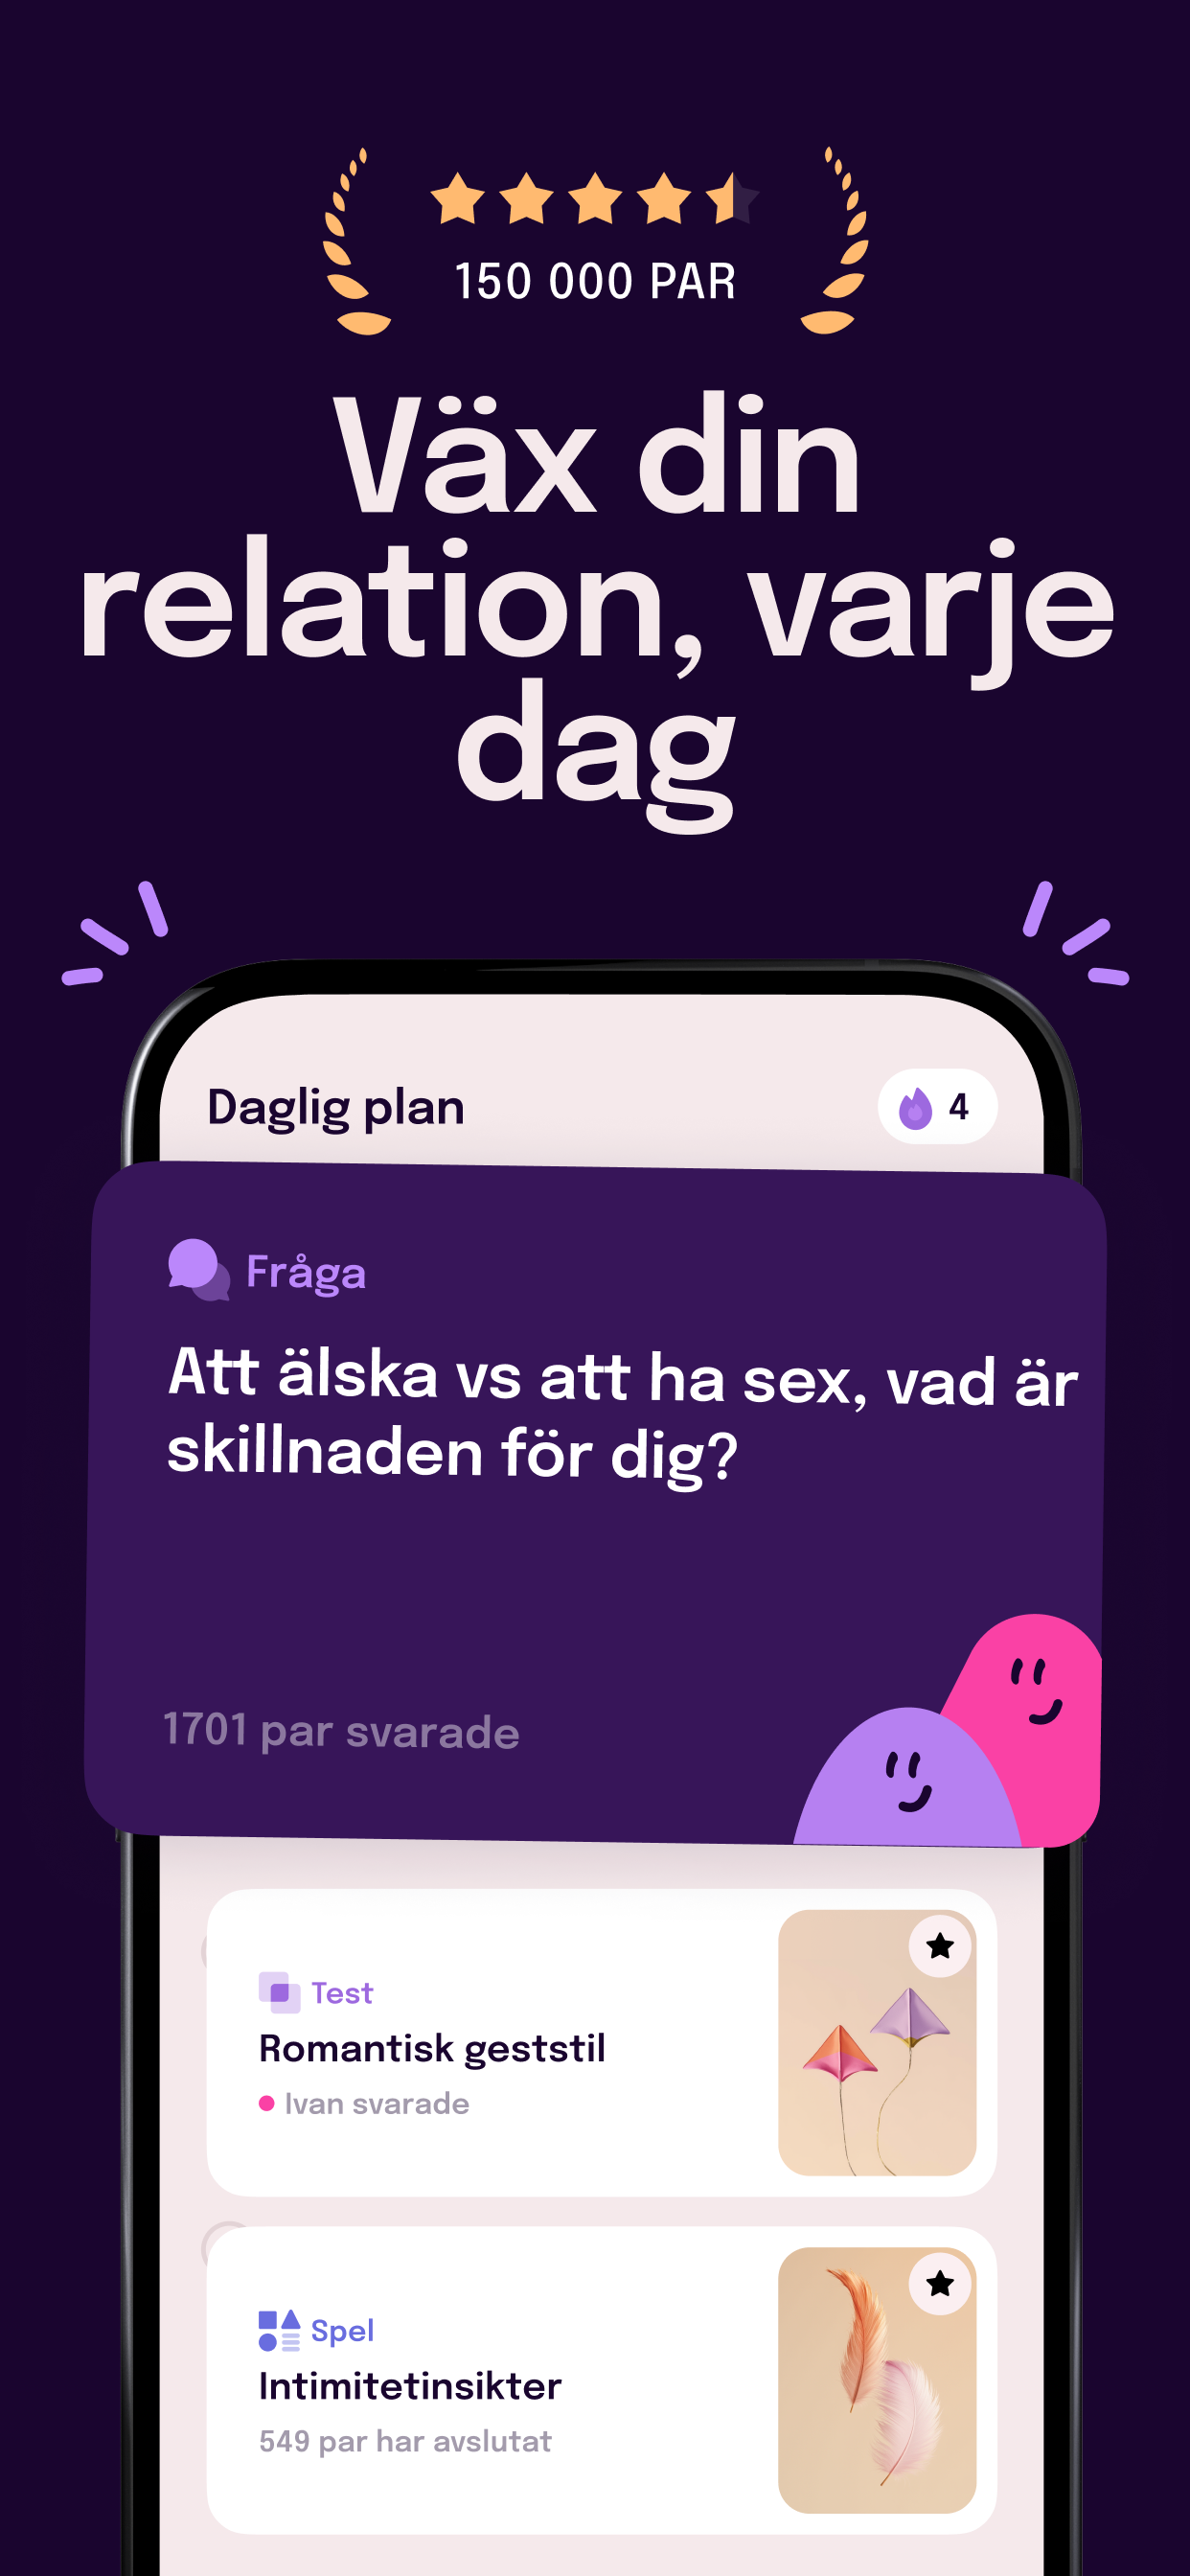 150 000 PAR
Väx din
relation, varje
dag
Daglig plan
4
Fråga
Att älska vs att ha sex, vad är
skillnaden för dig?
1701 par svarade
Test
Romantisk geststil
Ivan svarade
Spel
Intimitetinsikter
549 par har avslutat